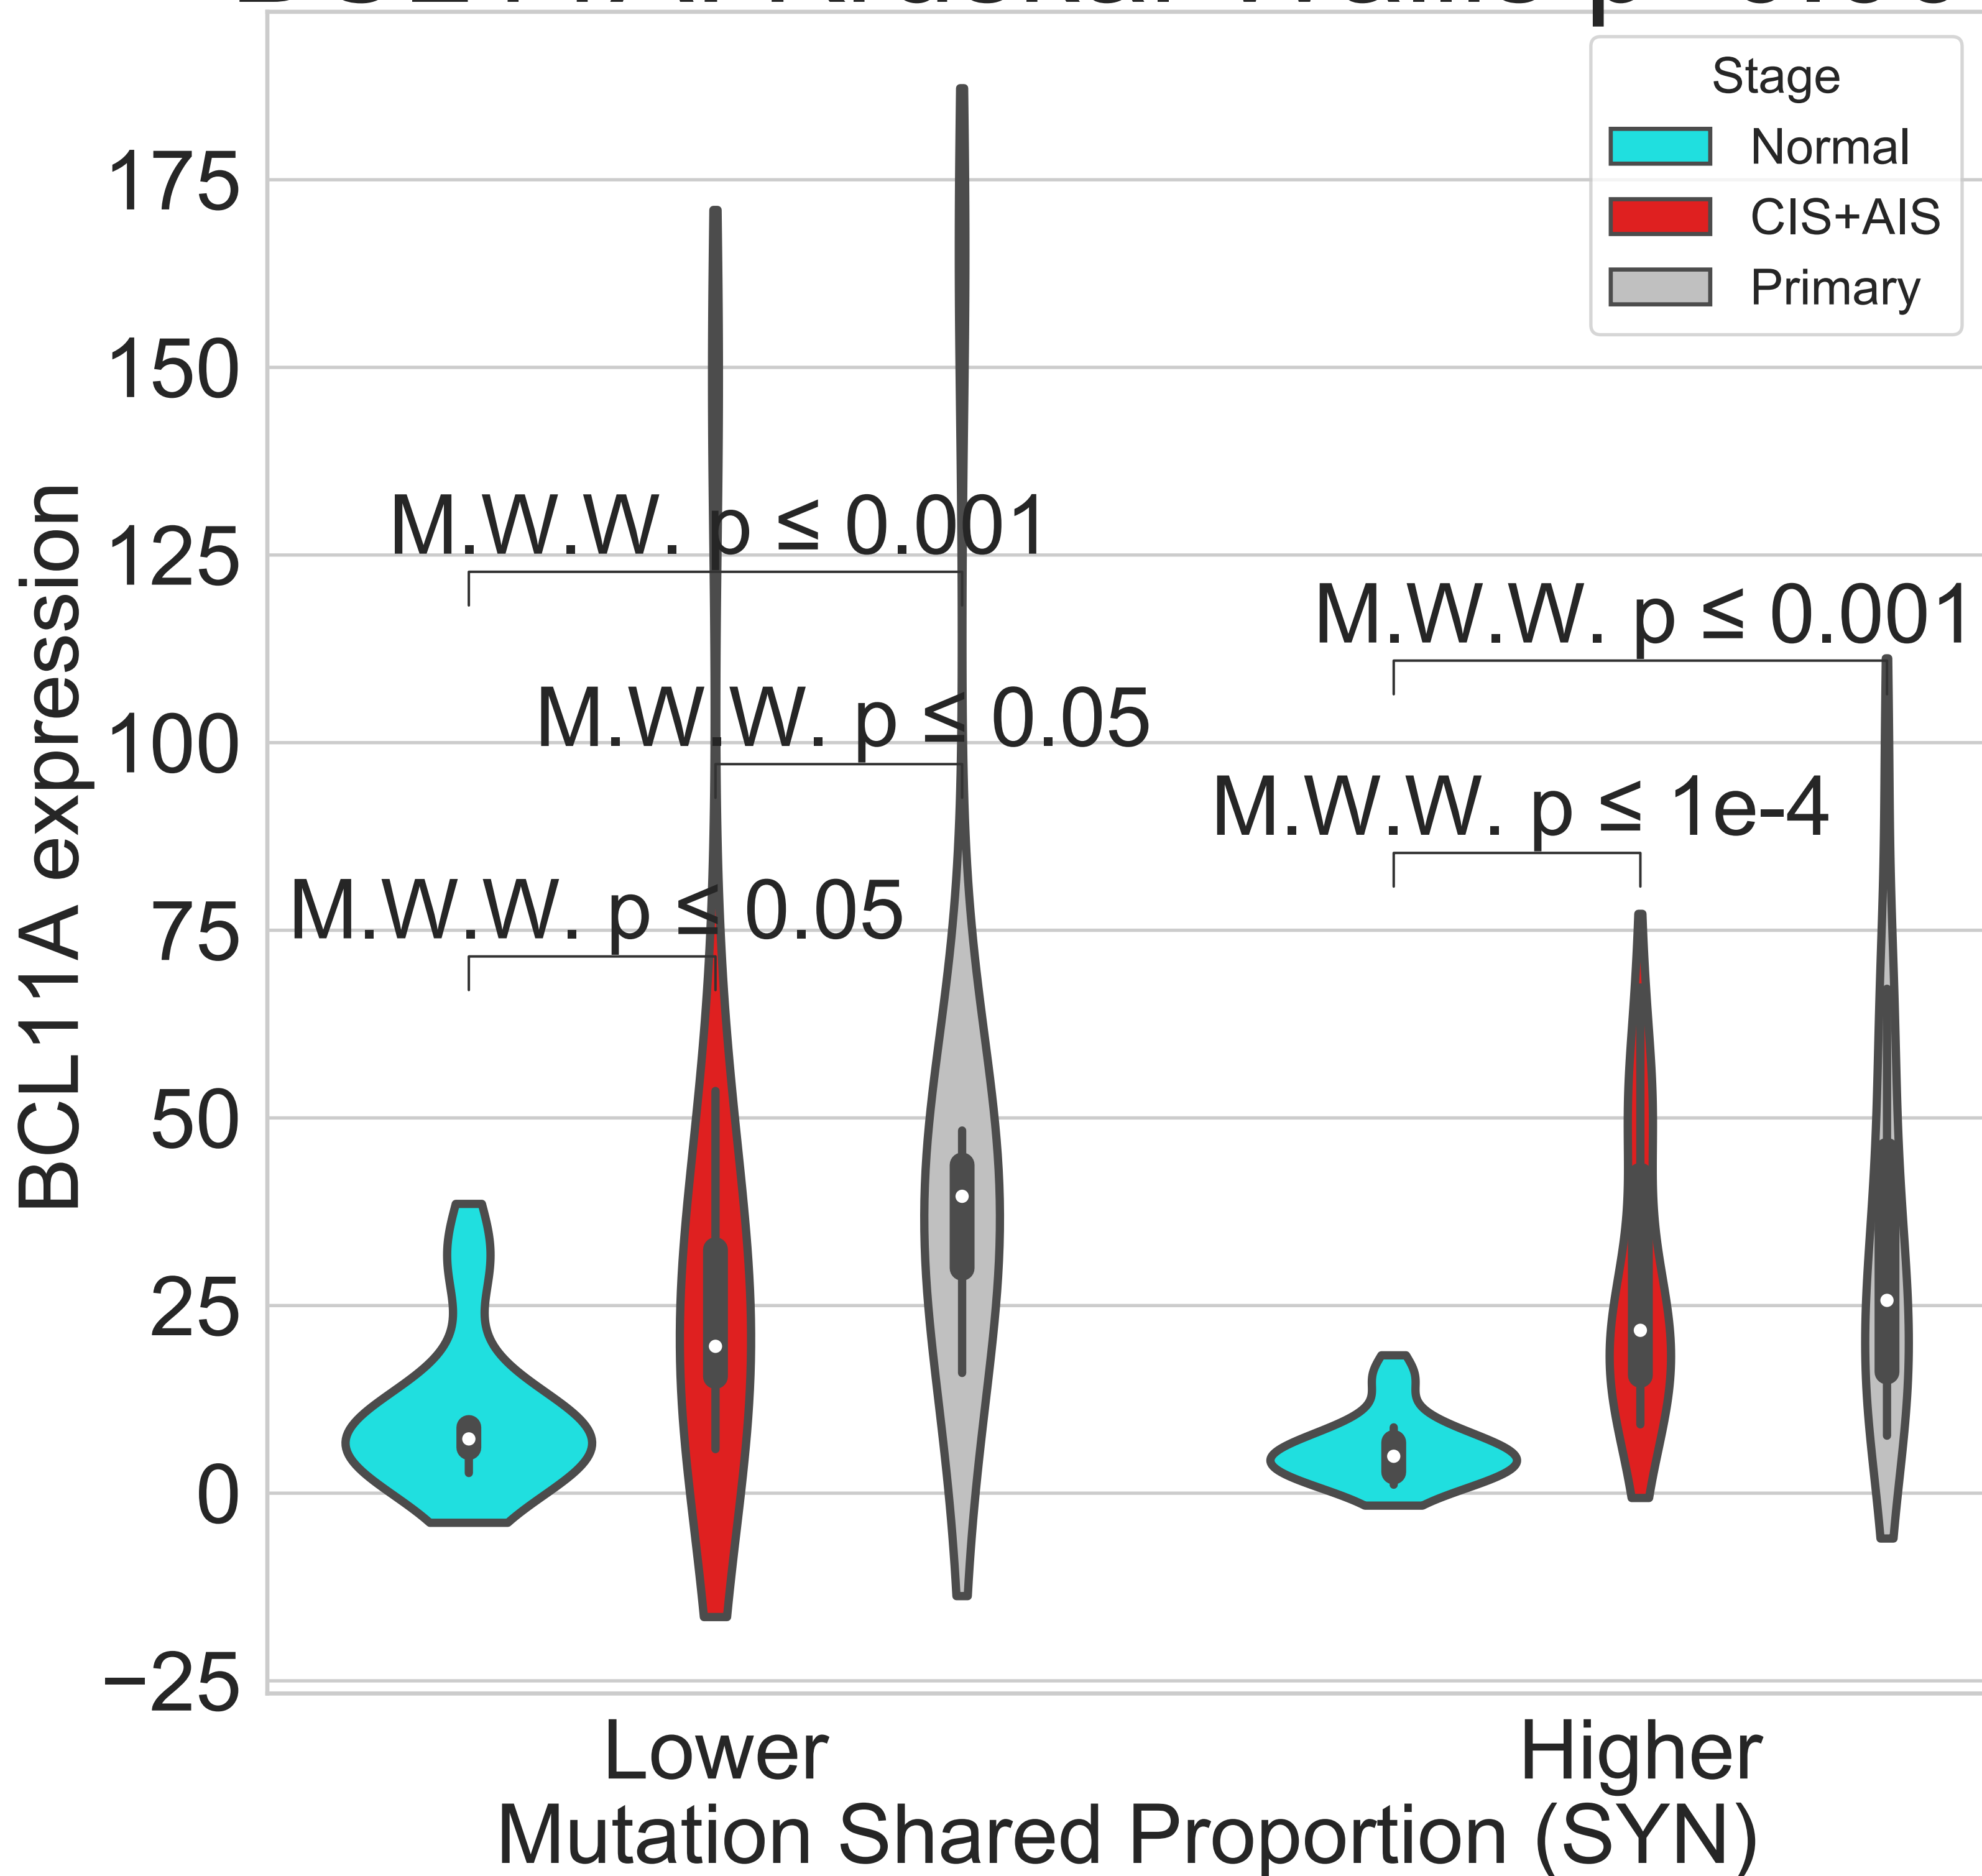 Stage
Normal
CIS+AIS
Primary
175
150
125
100
75
50
25
0
−25
BCL11A expression
M.W.W. p ≤ 0.001
M.W.W. p ≤ 0.05
M.W.W. p ≤ 0.05
M.W.W. p ≤ 0.001
M.W.W. p ≤ 1e-4
Lower
Higher
Mutation Shared Proportion (SYN)